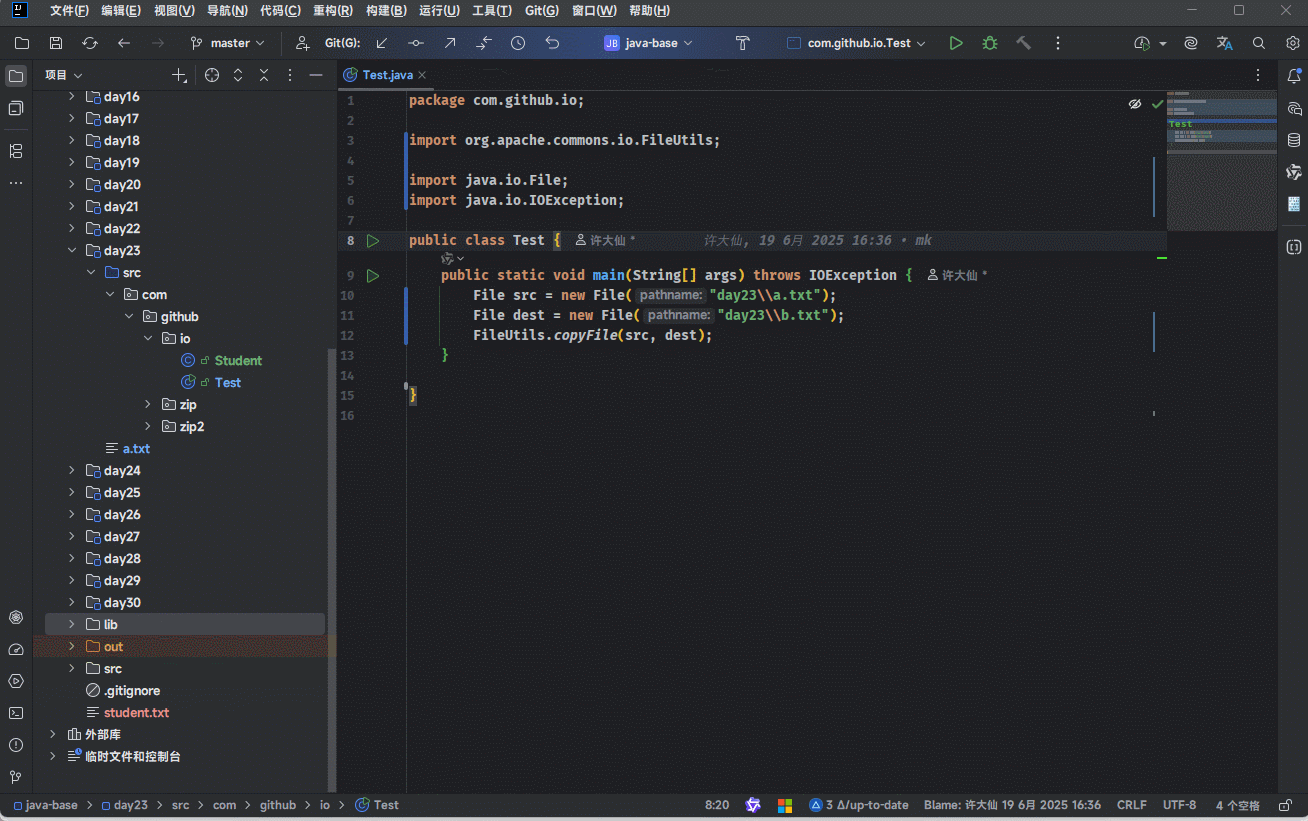 文件(F) 编辑(E) 视图(V) 导航(N) 代码(C) 重构(R) 构建(B) 运行(U) 工具(T) Git(G) 窗口(W) 帮助(H)
master Git(G): JB java-base com.github.io.Test
项目
Test.java
day16
day17
day18
day19
day20
day21
day22
day23
src
com
github
io
Student
Test
zip
zip2
a.txt
day24
day25
day26
day27
day28
day29
day30
lib
out
src
.gitignore
student.txt
外部库
临时文件和控制台
1 package com.github.io;
2
3 import org.apache.commons.io.FileUtils;
4
5 import java.io.File;
6 import java.io.IOException;
7
8 public class Test { 许大仙 * 许大仙, 19 6月 2025 16:36 • mk
9 public static void main(String[] args) throws IOException { 许大仙 *
10 File src = new File( pathname: "day23\\a.txt");
11 File dest = new File( pathname: "day23\\b.txt");
12 FileUtils.copyFile(src, dest);
13 }
14
15 }
16
Test
java-base > day23 > src > com > github > io > Test 8:20 3 Δ/up-to-date Blame: 许大仙 19 6月 2025 16:36 CRLF UTF-8 4 个空格